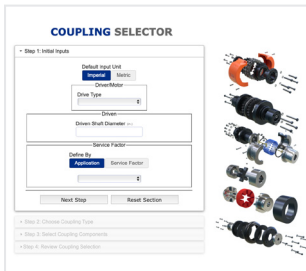 COUPLING SELECTOR
Step 1: Initial Inputs
Default Input Unit
Imperial Metric
Driver/Motor
Drive Type
Driven
Driven Shaft Diameter
Service Factor
Define By
Application Service Factor
Next Step Reset Section
Step 2: Choose Coupling Type
Step 3: Select Coupling Components
Step 4: Review Coupling Selection